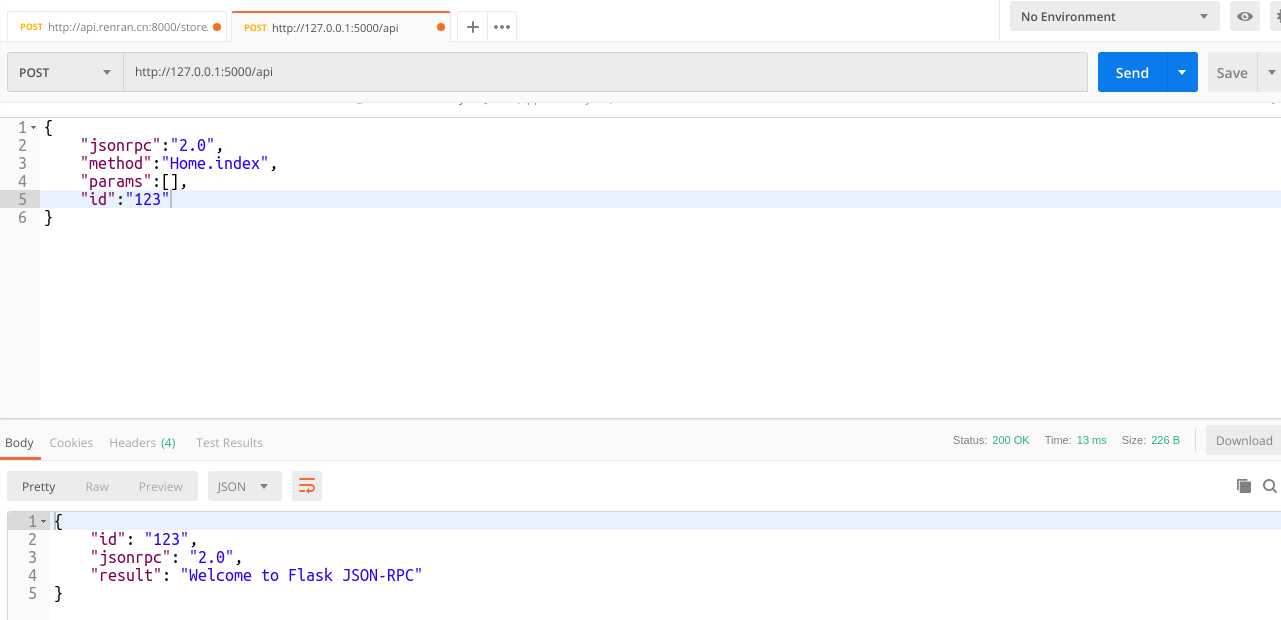 POST http://api.renran.cn:8000/store. POST http://127.0.0.1:5000/api No Environment
POST http://127.0.0.1:5000/api Send Save
1 {
2 "jsonrpc":"2.0",
3 "method":"Home.index",
4 "params":[],
5 "id":"123"
6 }
Body Cookies Headers (4) Test Results Status: 200 OK Time: 13 ms Size: 226 B Download
Pretty Raw Preview JSON
1 {
2 "id": "123",
3 "jsonrpc": "2.0",
4 "result": "Welcome to Flask JSON-RPC"
5 }